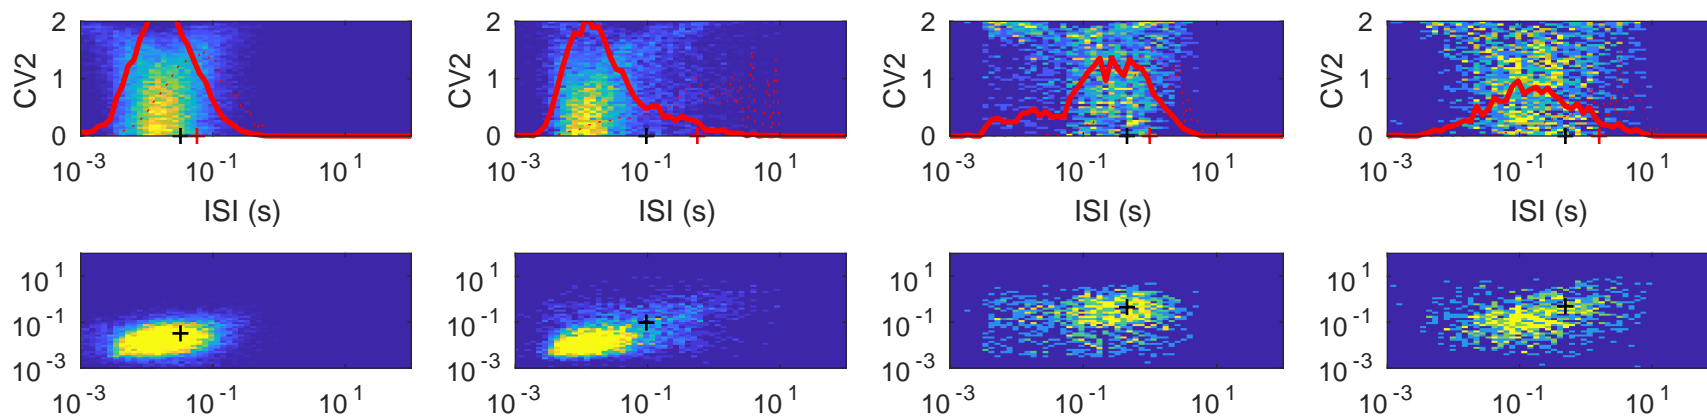 2 2 2 2
CV2 CV2 CV2 CV2
1 1 1 1
0 0 0 0
10^-3 10^-1 10^1 10^-3 10^-1 10^1 10^-3 10^-1 10^1 10^-3 10^-1 10^1
ISI (s) ISI (s) ISI (s) ISI (s)
10^1 10^1 10^1 10^1
10^-1 10^-1 10^-1 10^-1
10^-3 10^-3 10^-3 10^-3
10^-3 10^-1 10^1 10^-3 10^-1 10^1 10^-3 10^-1 10^1 10^-3 10^-1 10^1